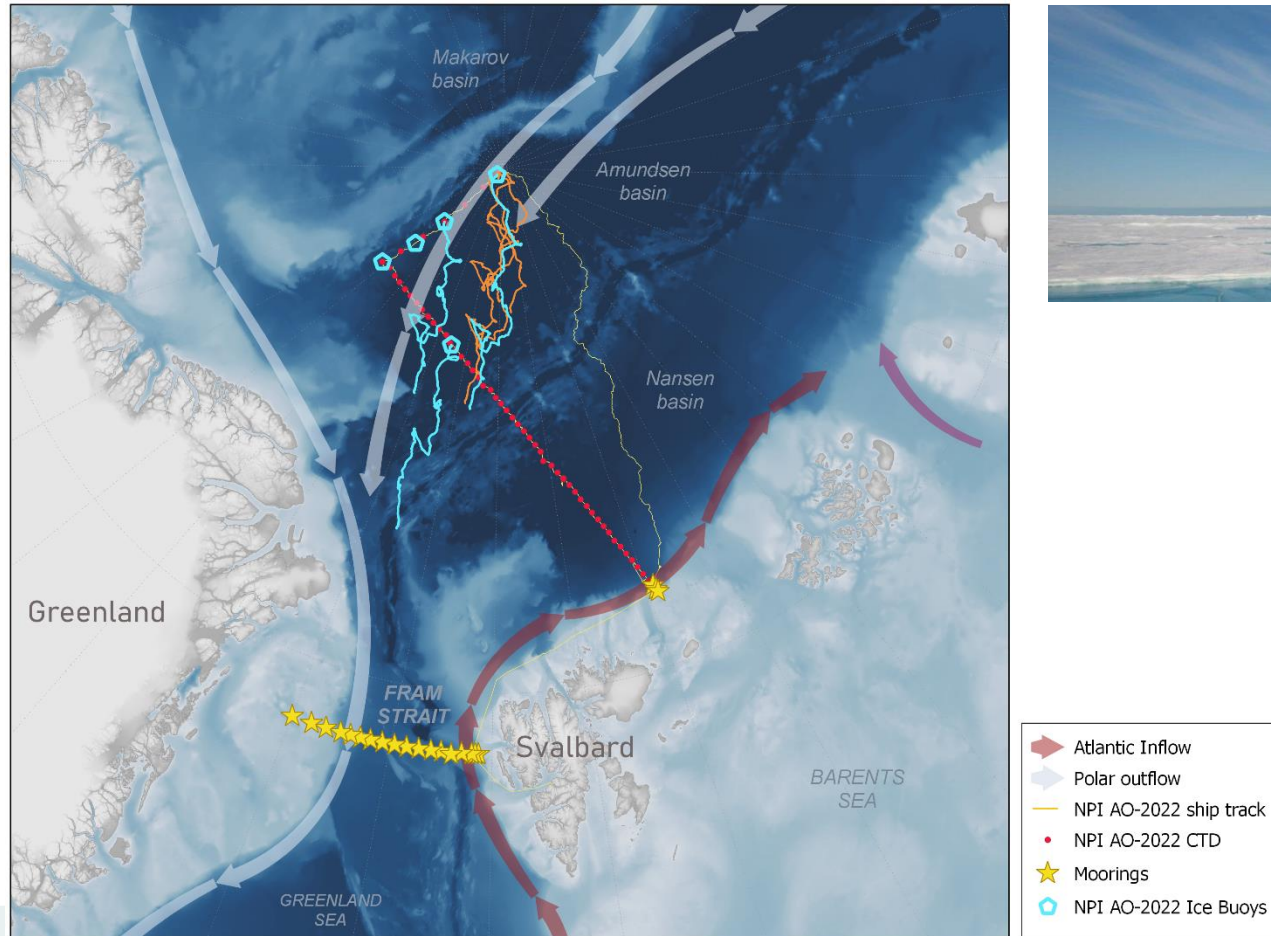 Makarov
basin
Amundsen
basin
Nansen
basin
Greenland
FRAM
STRAIT
Svalbard
BARENTS
SEA
GREENLAND
SEA
Atlantic Inflow
Polar outflow
NPI AO-2022 ship track
NPI AO-2022 CTD
Moorings
NPI AO-2022 Ice Buoys